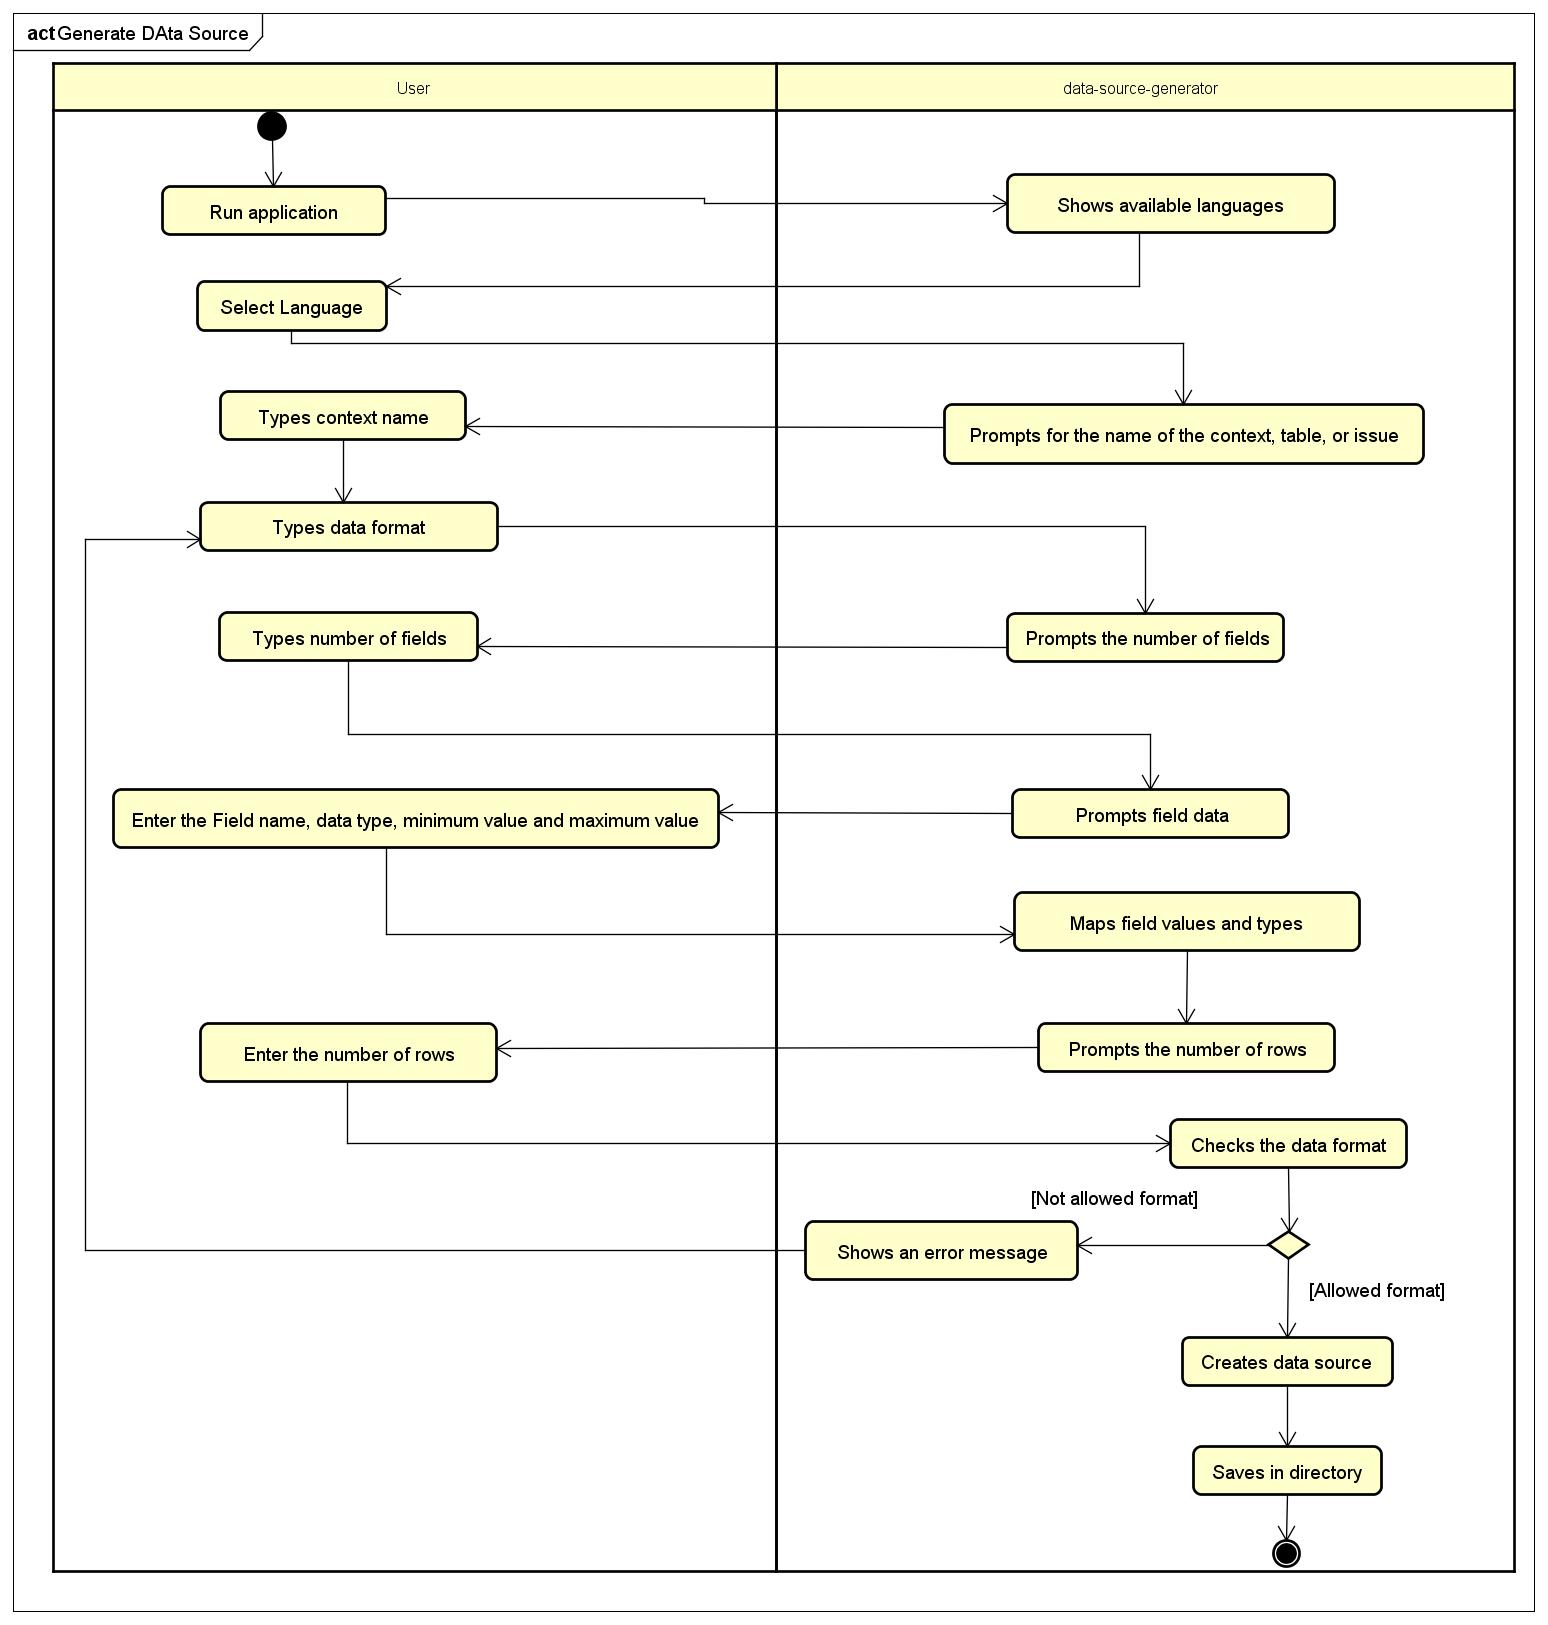 act Generate DAta Source
User
data-source-generator
Run application
Shows available languages
Select Language
Types context name
Prompts for the name of the context, table, or issue
Types data format
Types number of fields
Prompts the number of fields
Enter the Field name, data type, minimum value and maximum value
Prompts field data
Maps field values and types
Enter the number of rows
Prompts the number of rows
Checks the data format
[Not allowed format]
Shows an error message
[Allowed format]
Creates data source
Saves in directory